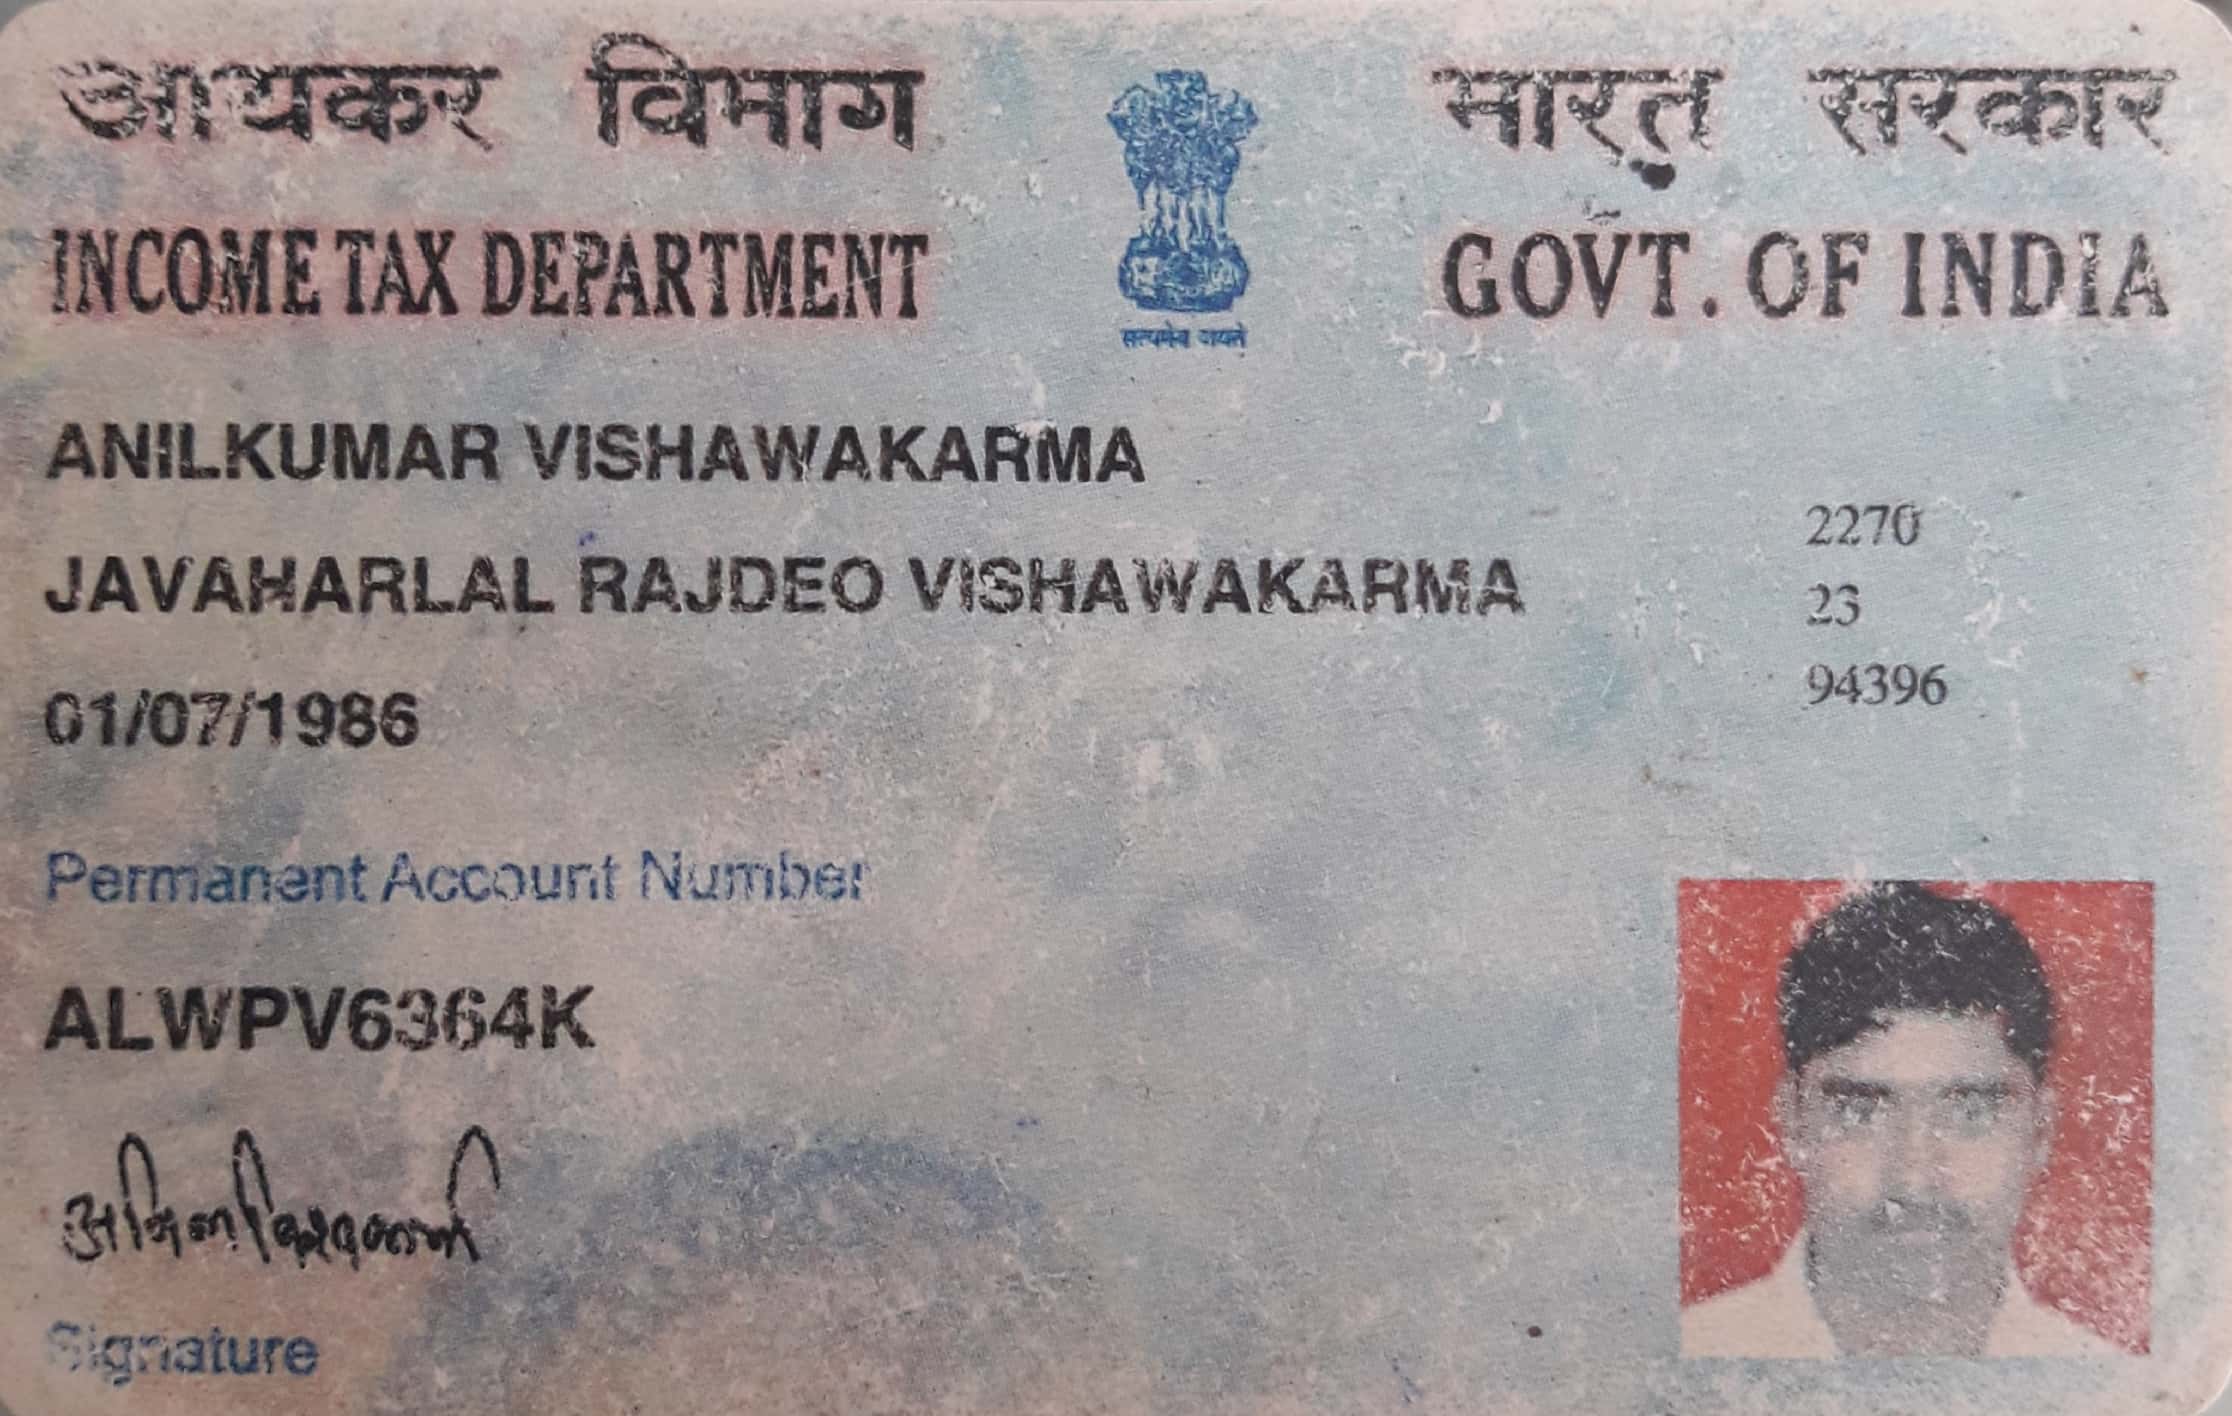 आयकर विभाग
INCOME TAX DEPARTMENT
भारत सरकार
GOVT. OF INDIA
सत्यमेव जयते
ANILKUMAR VISHAWAKARMA
JAVAHARLAL RAJDEO VISHAWAKARMA
01/07/1986
2270
23
94396
Permanent Account Number
ALWPV6364K
अनिल विश्वकर्मा
Signature